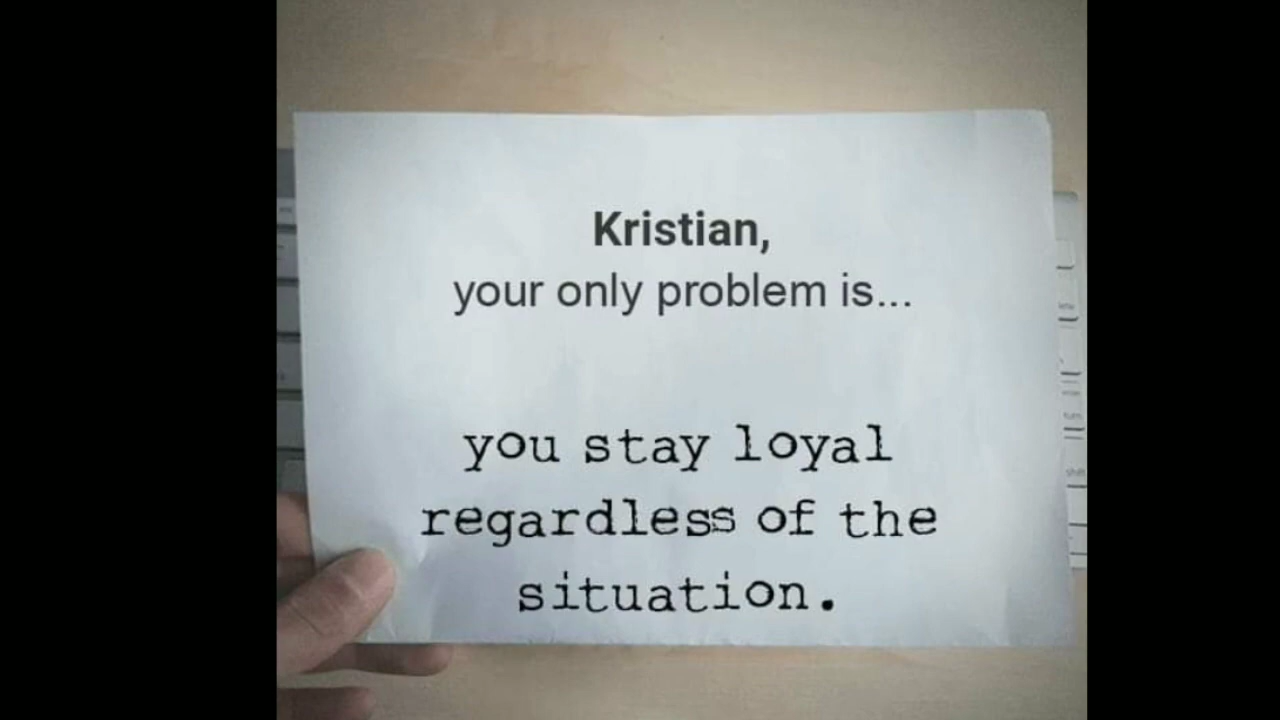 Kristian,
your only problem is...
you stay loyal
regardless of the
situation.